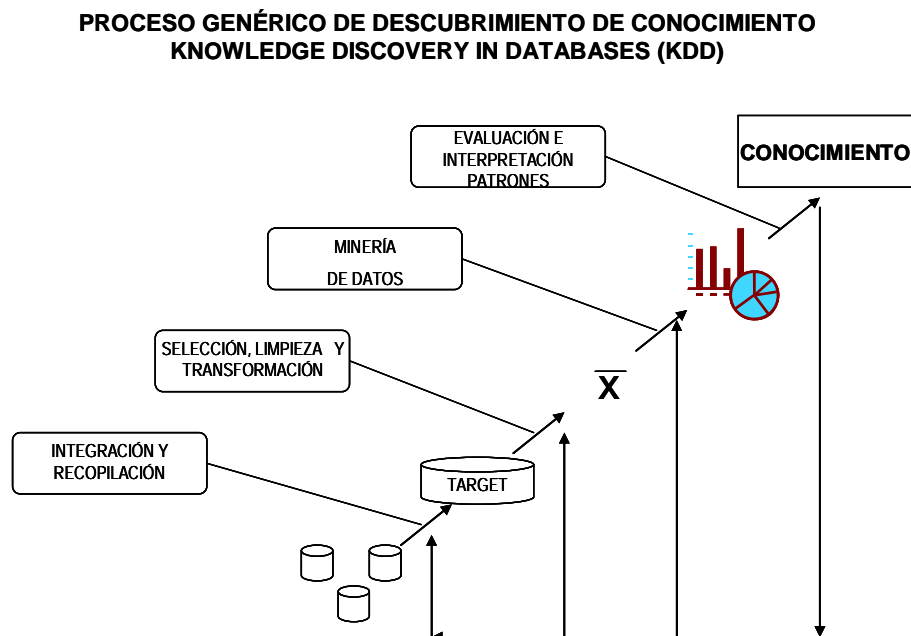 PROCESO GENÉRICO DE DESCUBRIMIENTO DE CONOCIMIENTO
KNOWLEDGE DISCOVERY IN DATABASES (KDD)
EVALUACIÓN E
INTERPRETACIÓN
PATRONES
CONOCIMIENTO
MINERÍA
DE DATOS
SELECCIÓN, LIMPIEZA Y
TRANSFORMACIÓN
X̅
INTEGRACIÓN Y
RECOPILACIÓN
TARGET